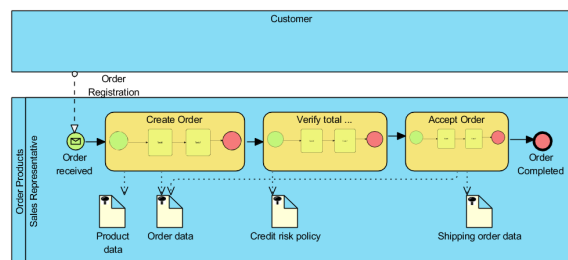 Customer
Order
Registration
Order Products
Sales Representative
Create Order
Verify total ...
Accept Order
Order
received
Order
Completed
Product
data
Order data
Credit risk policy
Shipping order data